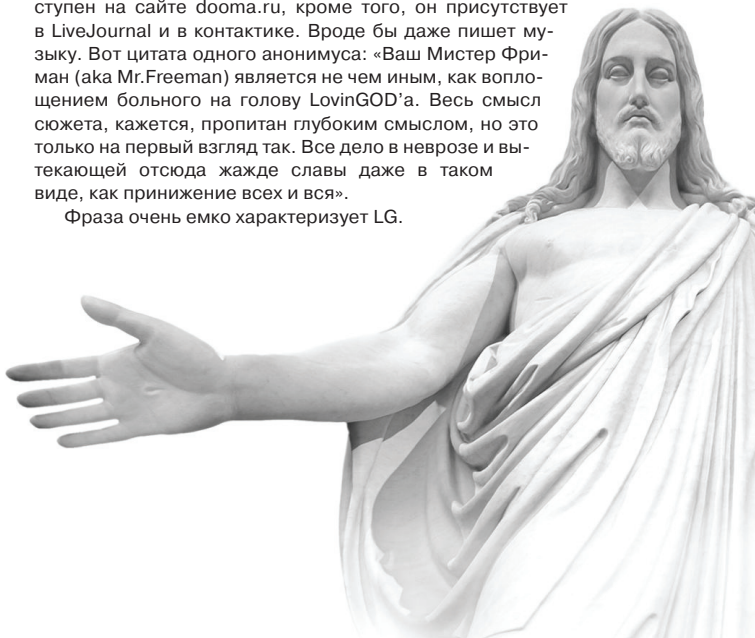 ступен на сайте dooma.ru, кроме того, он присутствует
в LiveJournal и в контактике. Вроде бы даже пишет му-
зыку. Вот цитата одного анонимуса: «Ваш Мистер Фри-
ман (aka Mr.Freeman) является не чем иным, как вопло-
щением больного на голову LovinGOD’а. Весь смысл
сюжета, кажется, пропитан глубоким смыслом, но это
только на первый взгляд так. Все дело в неврозе и вы-
текающей отсюда жажде славы даже в таком
виде, как принижение всех и вся».
Фраза очень емко характеризует LG.